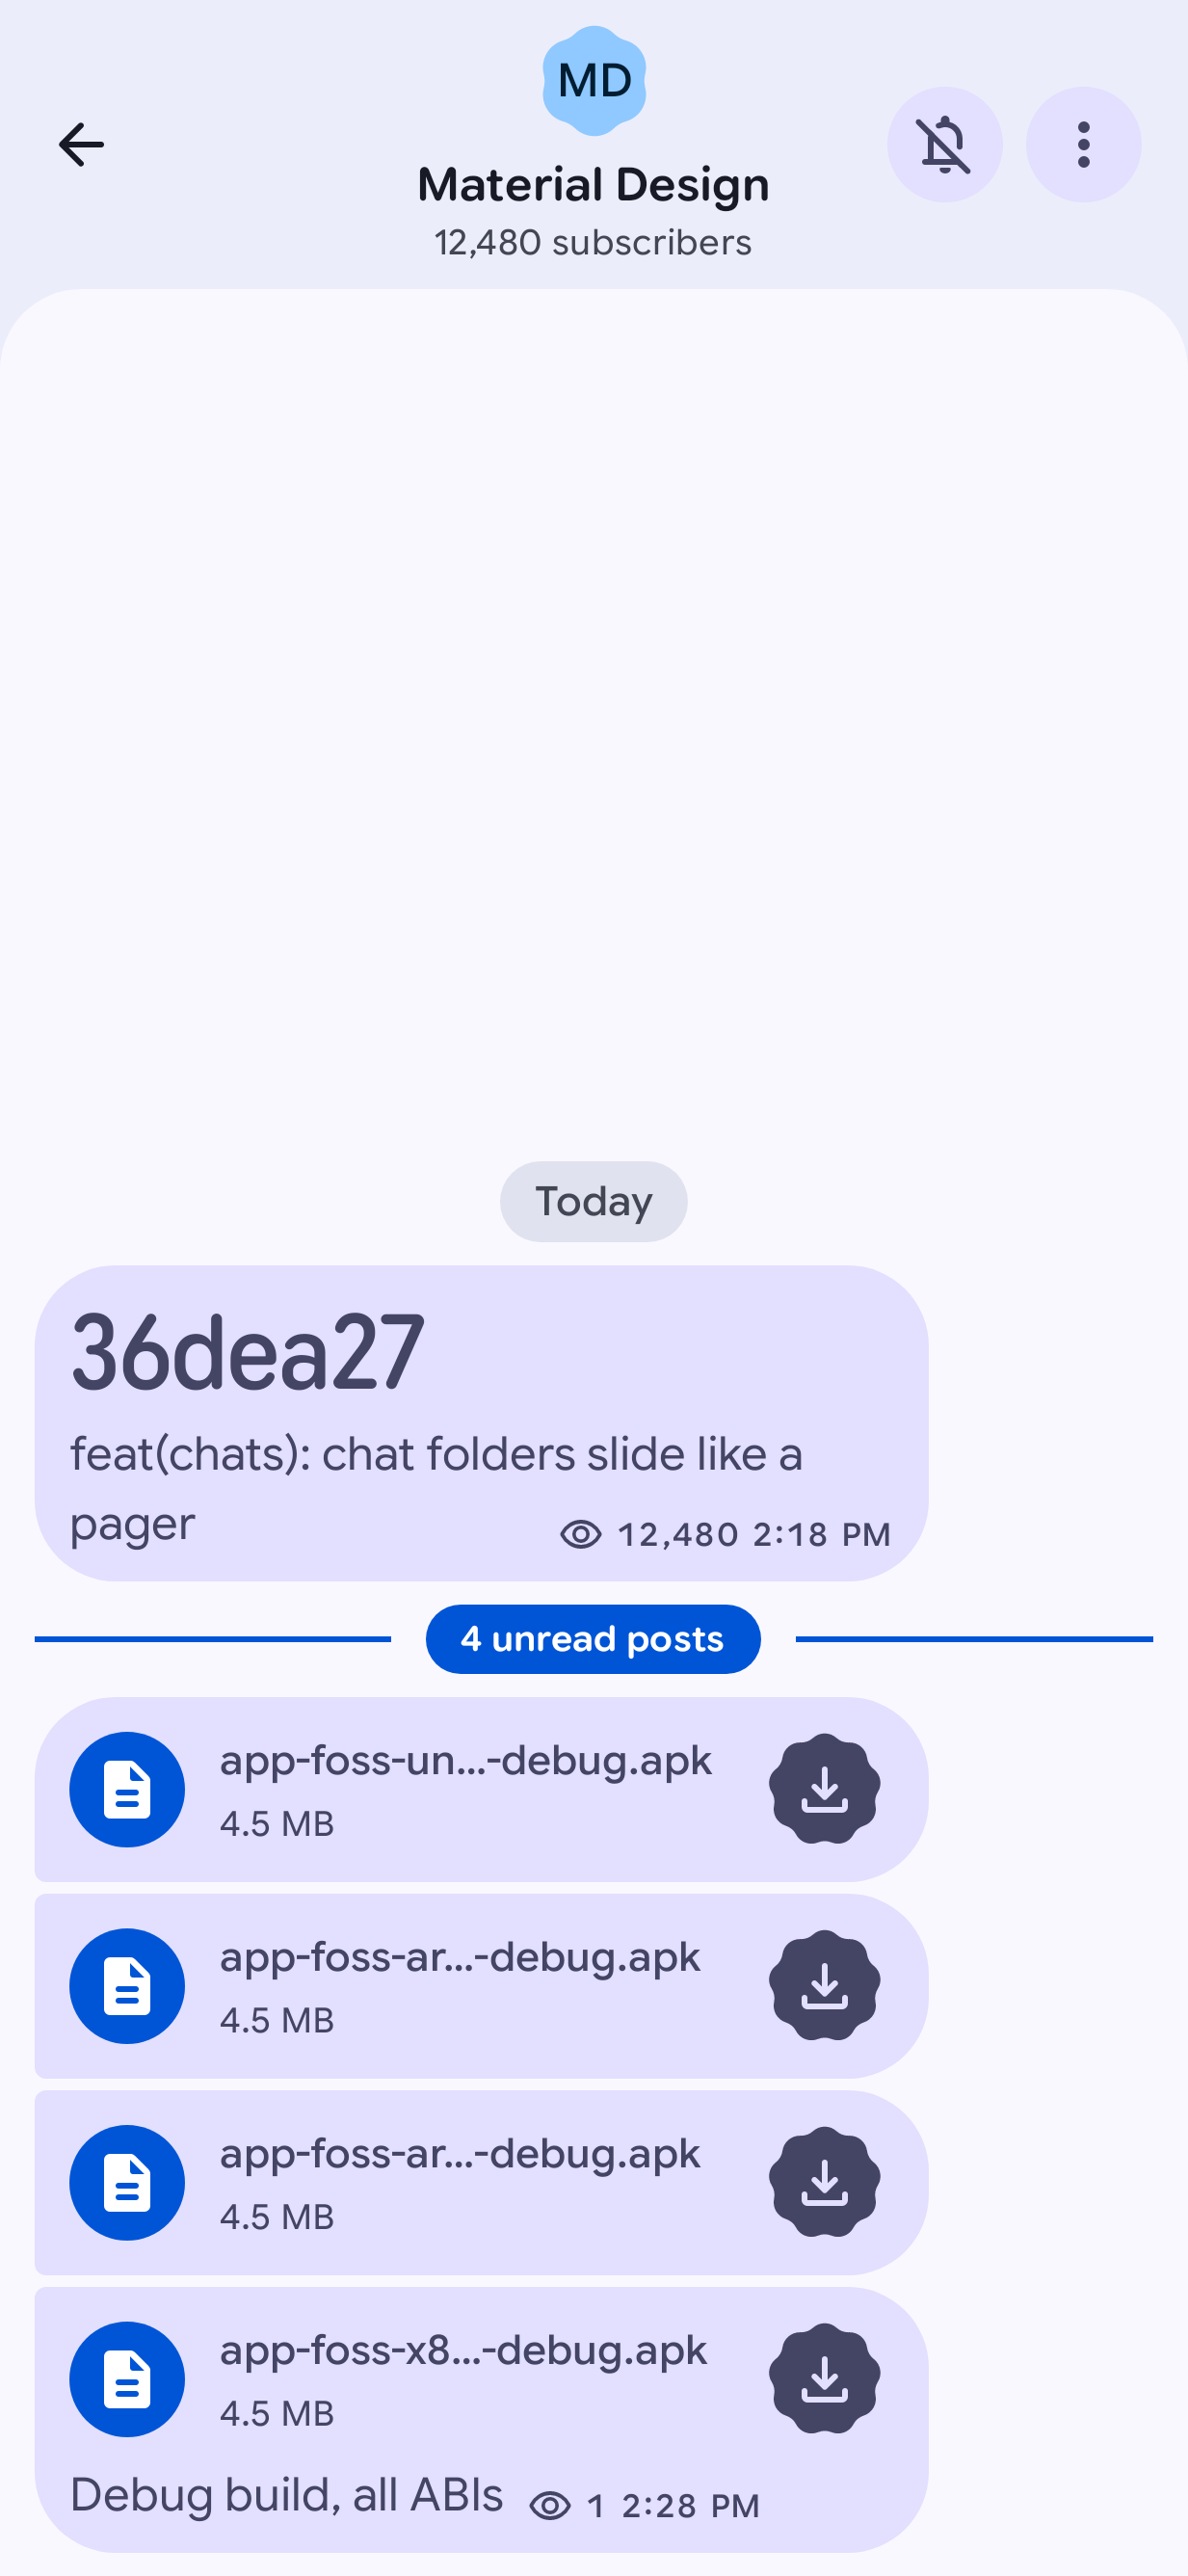 MD
Material Design
12,480 subscribers
Today
36dea27
feat(chats): chat folders slide like a
pager
12,480 2:18 PM
4 unread posts
app-foss-un...-debug.apk
4.5 MB
app-foss-ar...-debug.apk
4.5 MB
app-foss-ar...-debug.apk
4.5 MB
app-foss-x8...-debug.apk
4.5 MB
Debug build, all ABIs 1 2:28 PM